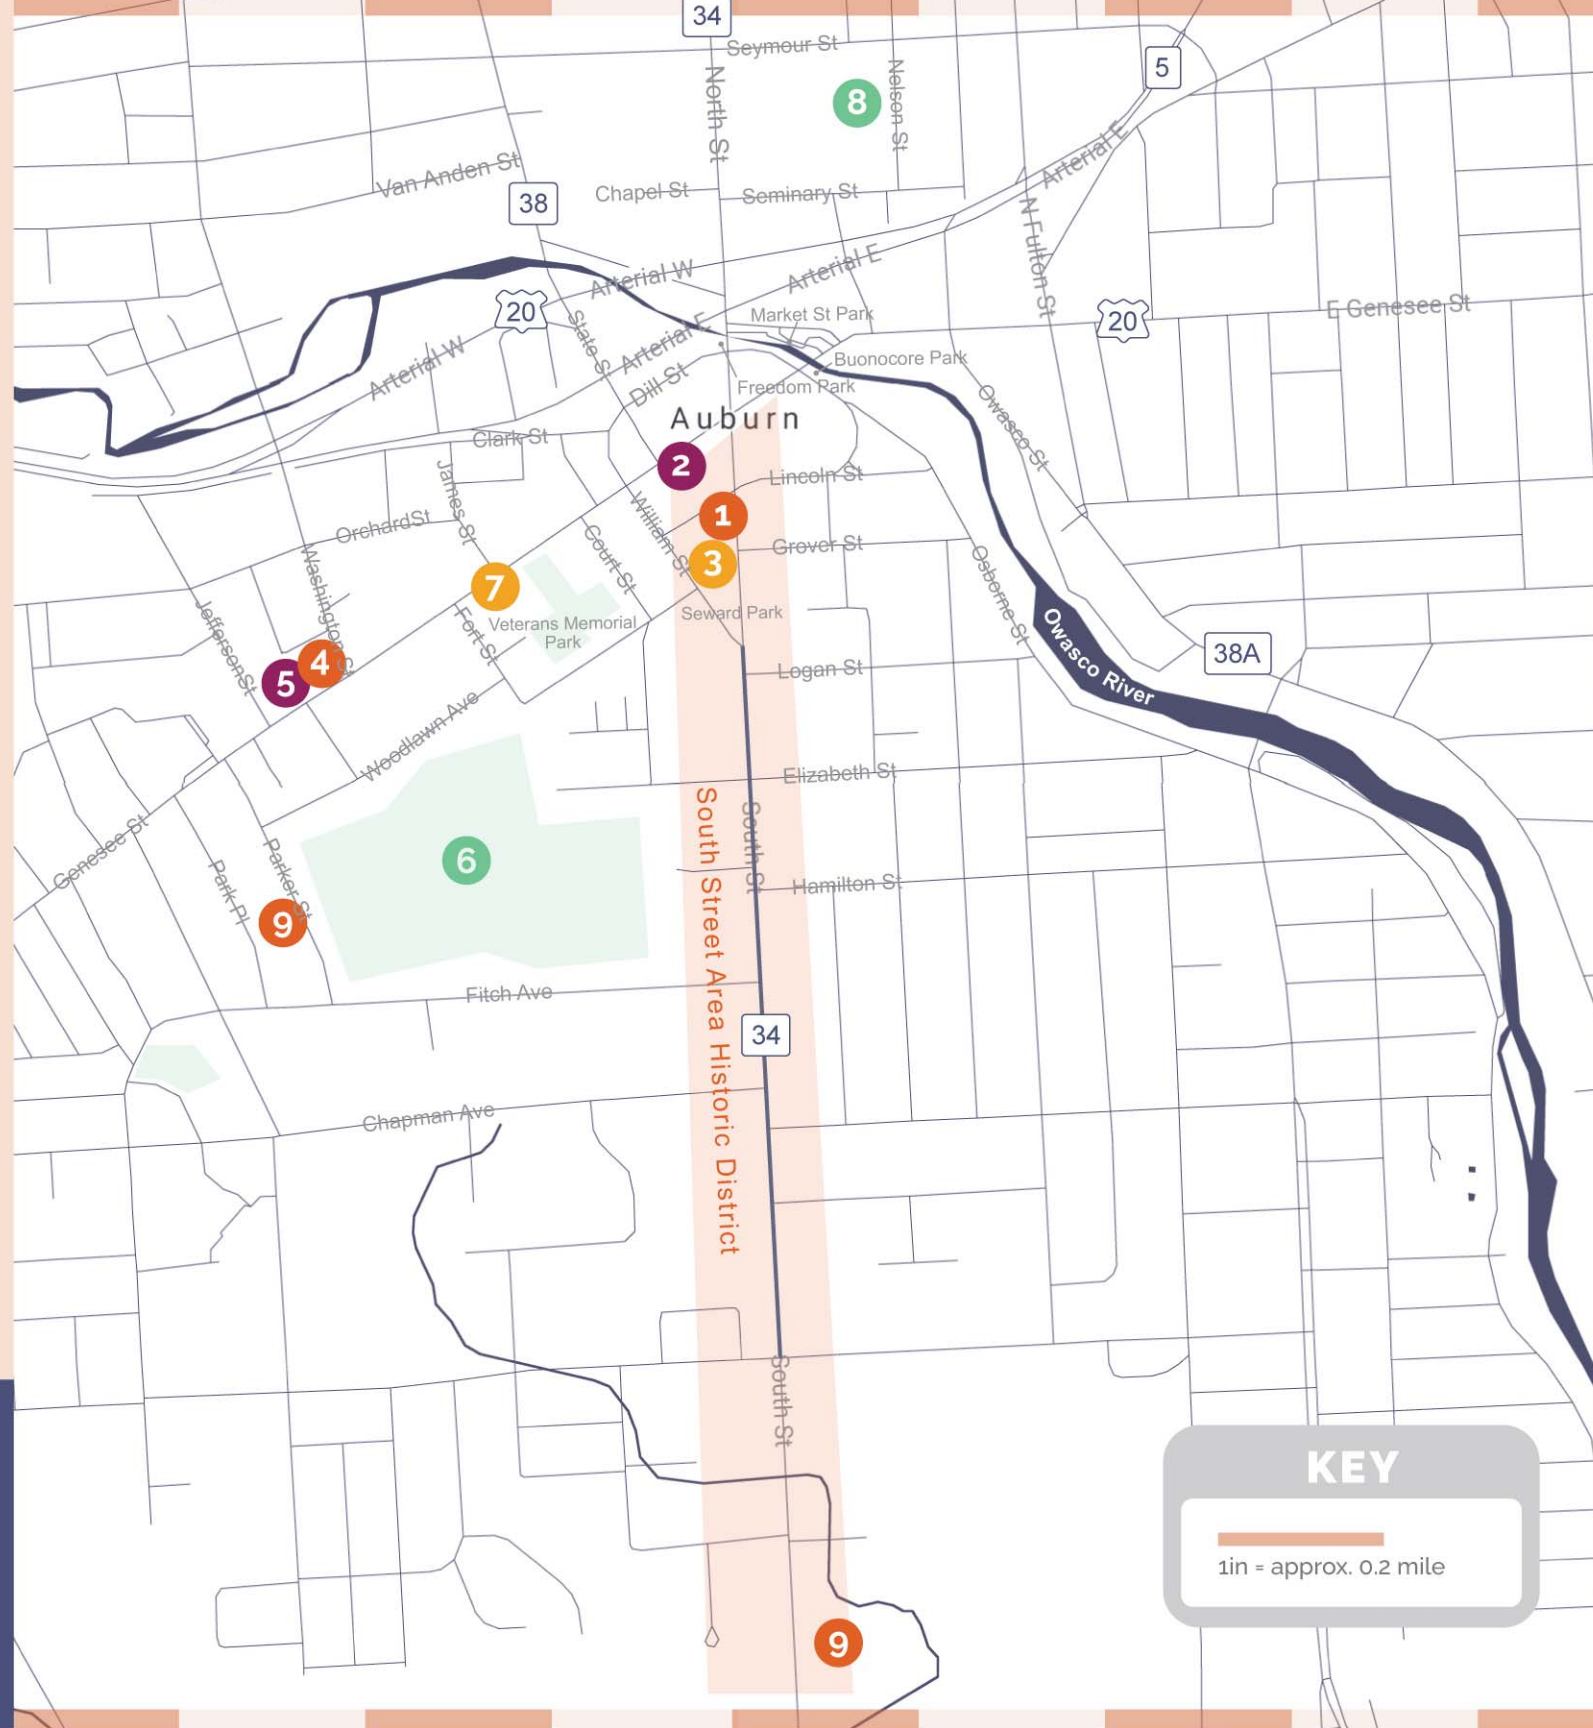 34
Seymour St
5
North St
Nelson St
8
Arterial E
Van Anden St
Chapel St
Seminary St
38
N Fulton St
Arterial W
Arterial E
20
Market St Park
20
E Genesee St
State S
Arterial E
Arterial W
Buonocore Park
Dill St
Freedom Park
Auburn
Owasco St
Clark St
2
Lincoln St
James St
1
William St
OrchardSt
Court St
Grover St
3
Washington St
7
Osborne St
Jefferson St
Fort St
Veterans Memorial
Park
Seward Park
Owasco River
38A
4
5
Logan St
Woodlawn Ave
Elizabeth St
South St
South Street Area Historic District
Genesee St
Parker St
6
Park Pl
Hamilton St
9
Fitch Ave
34
Chapman Ave
South St
KEY
1in = approx. 0.2 mile
9